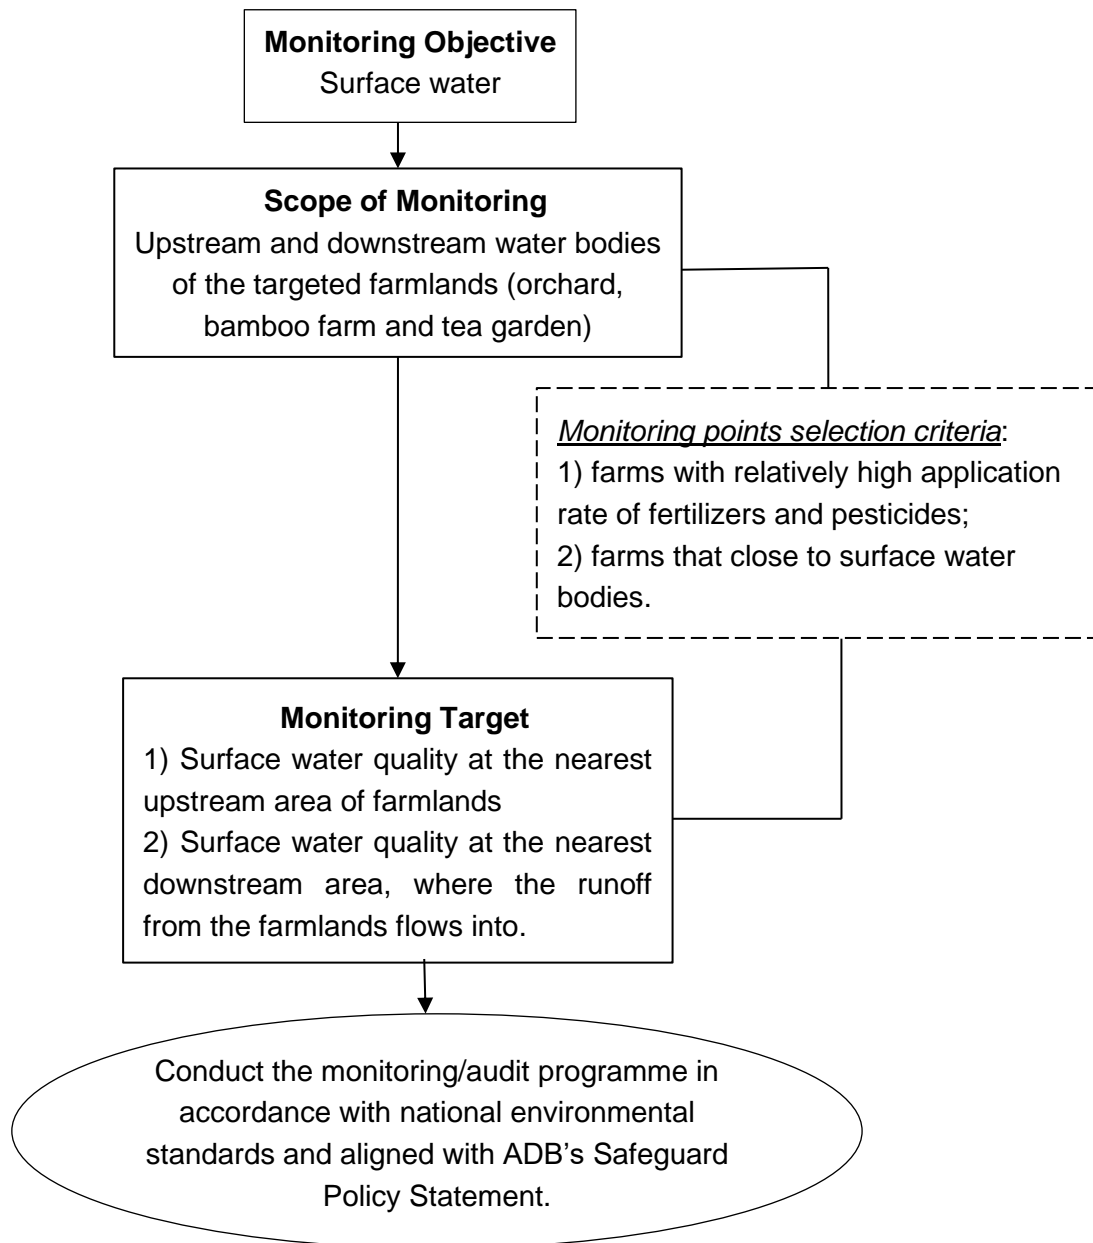 Monitoring Objective
Surface water
Scope of Monitoring
Upstream and downstream water bodies
of the targeted farmlands (orchard,
bamboo farm and tea garden)
Monitoring points selection criteria:
1) farms with relatively high application
rate of fertilizers and pesticides;
2) farms that close to surface water
bodies.
Monitoring Target
1) Surface water quality at the nearest
upstream area of farmlands
2) Surface water quality at the nearest
downstream area, where the runoff
from the farmlands flows into.
Conduct the monitoring/audit programme in
accordance with national environmental
standards and aligned with ADB’s Safeguard
Policy Statement.